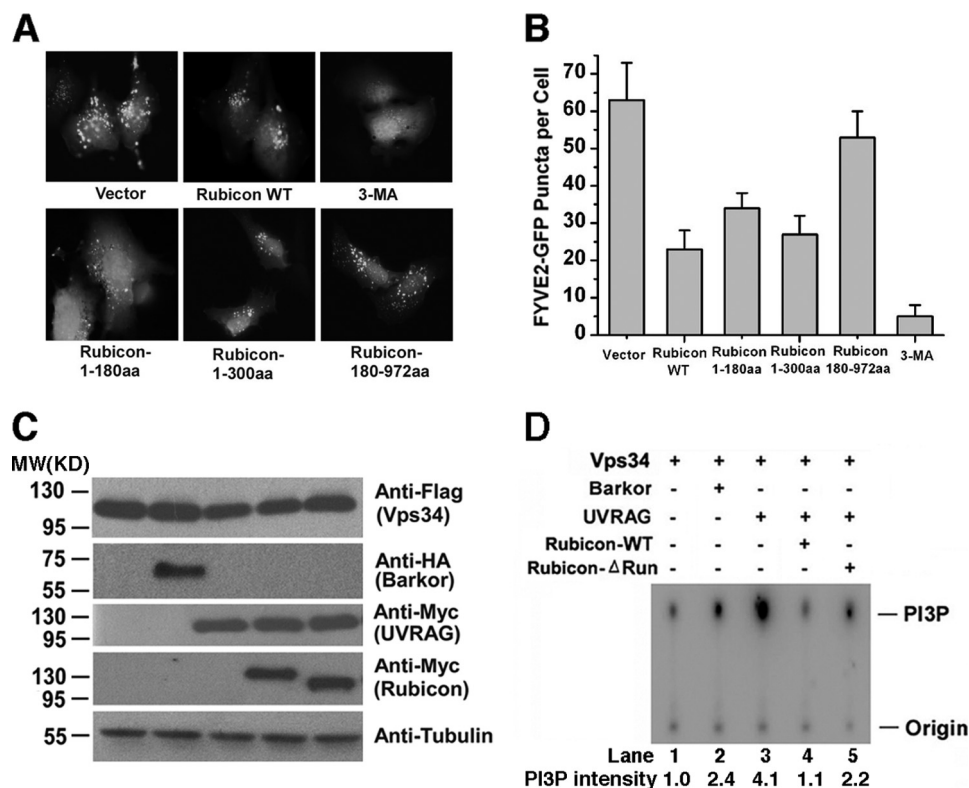 A
Vector
Rubicon WT
3-MA
Rubicon-
1-180aa
Rubicon-
1-300aa
Rubicon-
180-972aa
B
FYVE2-GFP Puncta per Cell
70
60
50
40
30
20
10
0
Vector
Rubicon
WT
Rubicon
1-180aa
Rubicon
1-300aa
Rubicon
180-972aa
3-MA
C
MW(KD)
130
95
Anti-Flag
(Vps34)
75
55
Anti-HA
(Barkor)
130
95
Anti-Myc
(UVRAG)
130
95
Anti-Myc
(Rubicon)
55
Anti-Tubulin
D
Vps34 + + + + +
Barkor - + - - -
UVRAG - - + + +
Rubicon-WT - - - + -
Rubicon-ΔRun - - - - +
PI3P
Origin
Lane 1 2 3 4 5
PI3P intensity 1.0 2.4 4.1 1.1 2.2